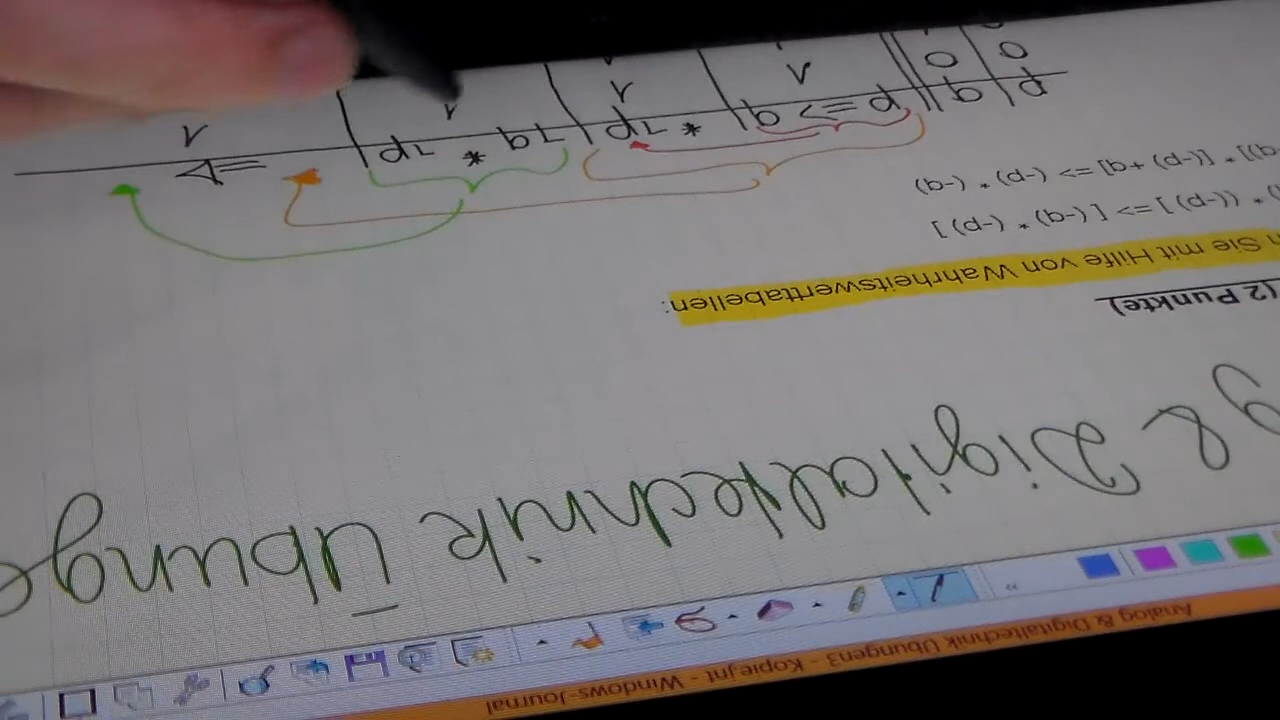 Analog & Digitaltechnik Übungen3 - Kopie.jnt - Windows-Journal
g & Digitaltechnik Übunge
(2 Punkte)
Sie mit Hilfe von Wahrheitswerttabellen:
) * ((-p)) ] => [ (-q) * (-p) ]
-q)] * [(-p) +q] => (-p) * (-q)
p q p => q * ¬p ¬q * ¬p =>
0 0 1 1 1 1